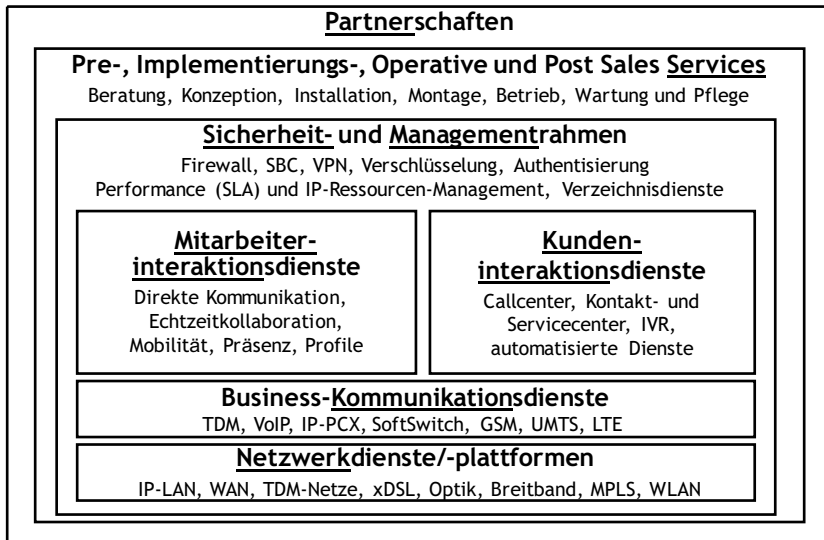 Partnerschaften
Pre-, Implementierungs-, Operative und Post Sales Services
Beratung, Konzeption, Installation, Montage, Betrieb, Wartung und Pflege
Sicherheit- und Managementrahmen
Firewall, SBC, VPN, Verschlüsselung, Authentisierung
Performance (SLA) und IP-Ressourcen-Management, Verzeichnisdienste
Mitarbeiter-
interaktionsdienste
Direkte Kommunikation,
Echtzeitkollaboration,
Mobilität, Präsenz, Profile
Kunden-
interaktionsdienste
Callcenter, Kontakt- und
Servicecenter, IVR,
automatisierte Dienste
Business-Kommunikationsdienste
TDM, VoIP, IP-PCX, SoftSwitch, GSM, UMTS, LTE
Netzwerkdienste/-plattformen
IP-LAN, WAN, TDM-Netze, xDSL, Optik, Breitband, MPLS, WLAN